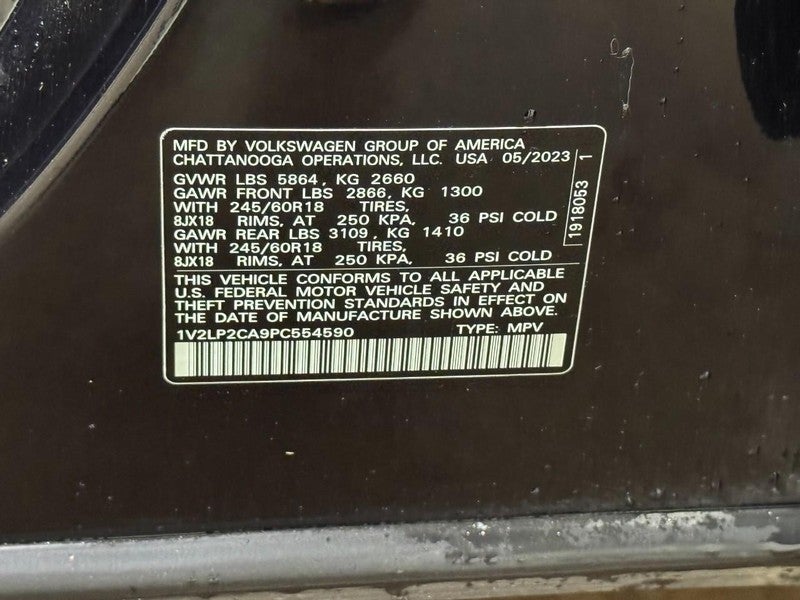 MFD BY VOLKSWAGEN GROUP OF AMERICA
CHATTANOOGA OPERATIONS, LLC. USA 05/2023
GVWR LBS 5864, KG 2660
GAWR FRONT LBS 2866, KG 1300
WITH 245/60R18 TIRES,
8JX18 RIMS, AT 250 KPA, 36 PSI COLD
GAWR REAR LBS 3109, KG 1410
WITH 245/60R18 TIRES,
8JX18 RIMS, AT 250 KPA, 36 PSI COLD
THIS VEHICLE CONFORMS TO ALL APPLICABLE
U.S. FEDERAL MOTOR VEHICLE SAFETY AND
THEFT PREVENTION STANDARDS IN EFFECT ON
THE DATE OF MANUFACTURE SHOWN ABOVE.
1V2LP2CA9PC554590 TYPE: MPV
1918053 1